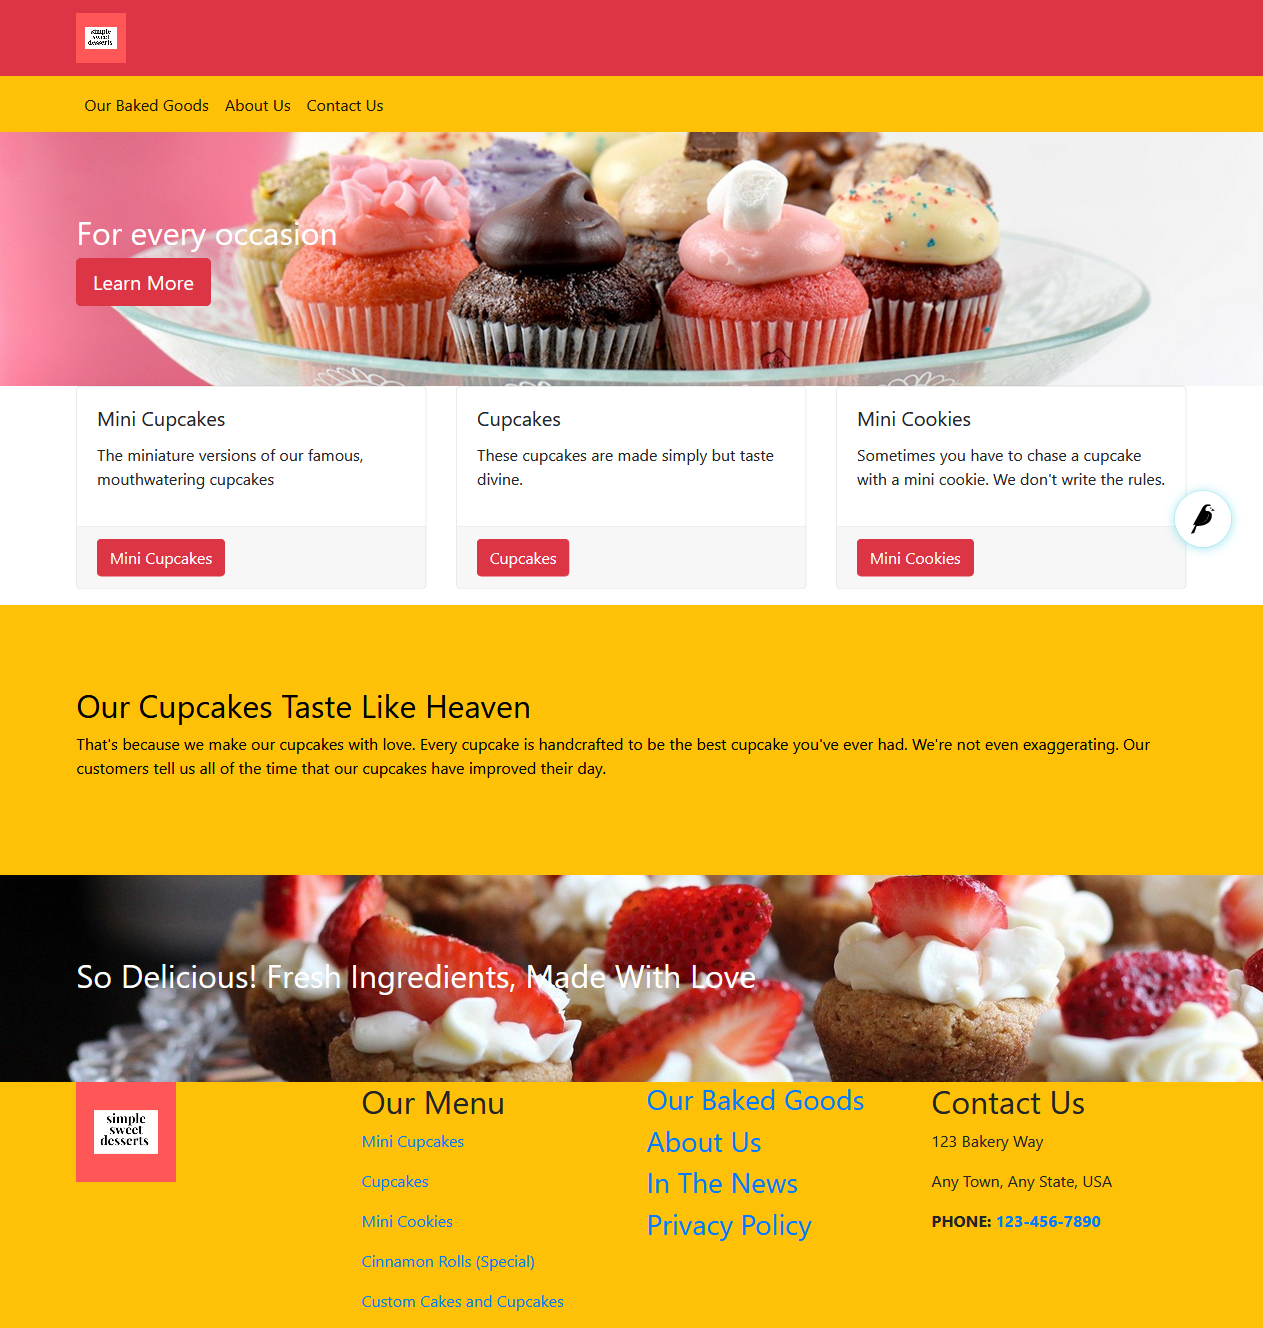 simple
sweet
desserts
Our Baked Goods About Us Contact Us
For every occasion
Learn More
Mini Cupcakes
The miniature versions of our famous,
mouthwatering cupcakes
Mini Cupcakes
Cupcakes
These cupcakes are made simply but taste
divine.
Cupcakes
Mini Cookies
Sometimes you have to chase a cupcake
with a mini cookie. We don't write the rules.
Mini Cookies
Our Cupcakes Taste Like Heaven
That's because we make our cupcakes with love. Every cupcake is handcrafted to be the best cupcake you've ever had. We're not even exaggerating. Our
customers tell us all of the time that our cupcakes have improved their day.
So Delicious! Fresh Ingredients, Made With Love
simple
sweet
desserts
Our Menu
Mini Cupcakes
Cupcakes
Mini Cookies
Cinnamon Rolls (Special)
Custom Cakes and Cupcakes
Our Baked Goods
About Us
In The News
Privacy Policy
Contact Us
123 Bakery Way
Any Town, Any State, USA
PHONE: 123-456-7890